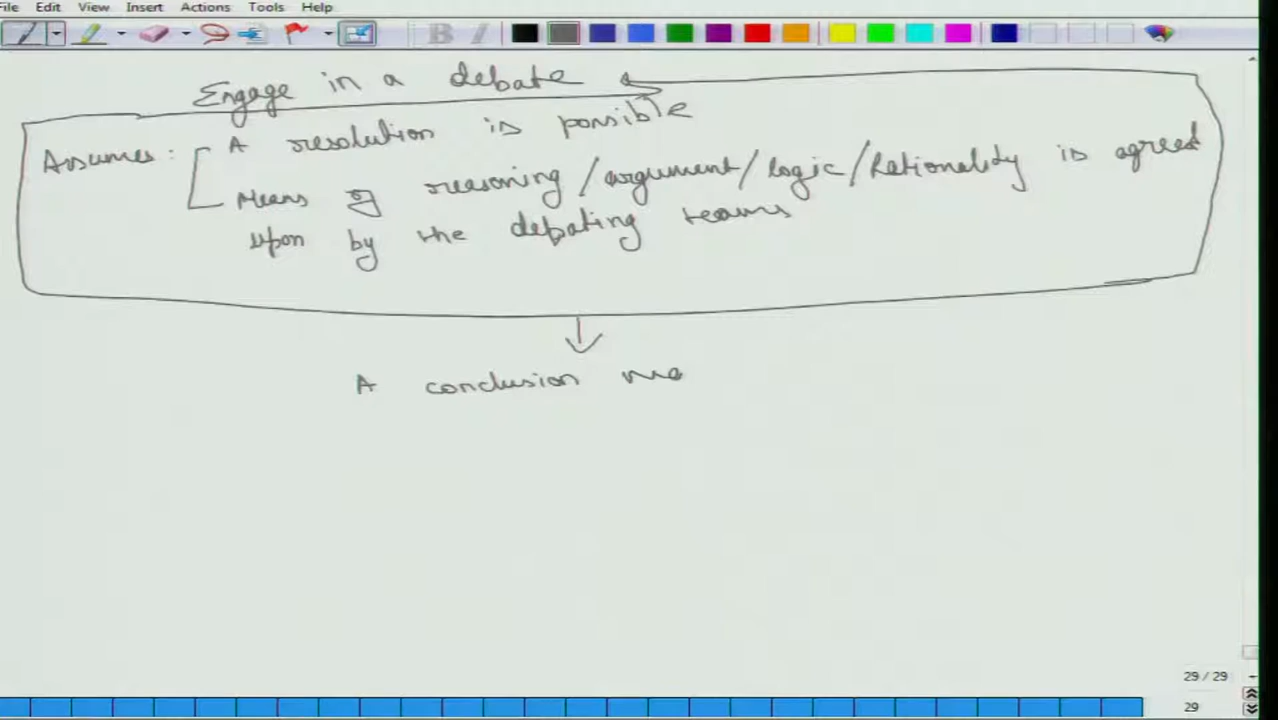 File Edit View Insert Actions Tools Help
B I
Engage in a debate
Assumes: A resolution is possible
Means of reasoning/argument/logic/Rationality is agreed
upon by the debating teams
A conclusion
29 / 29
29